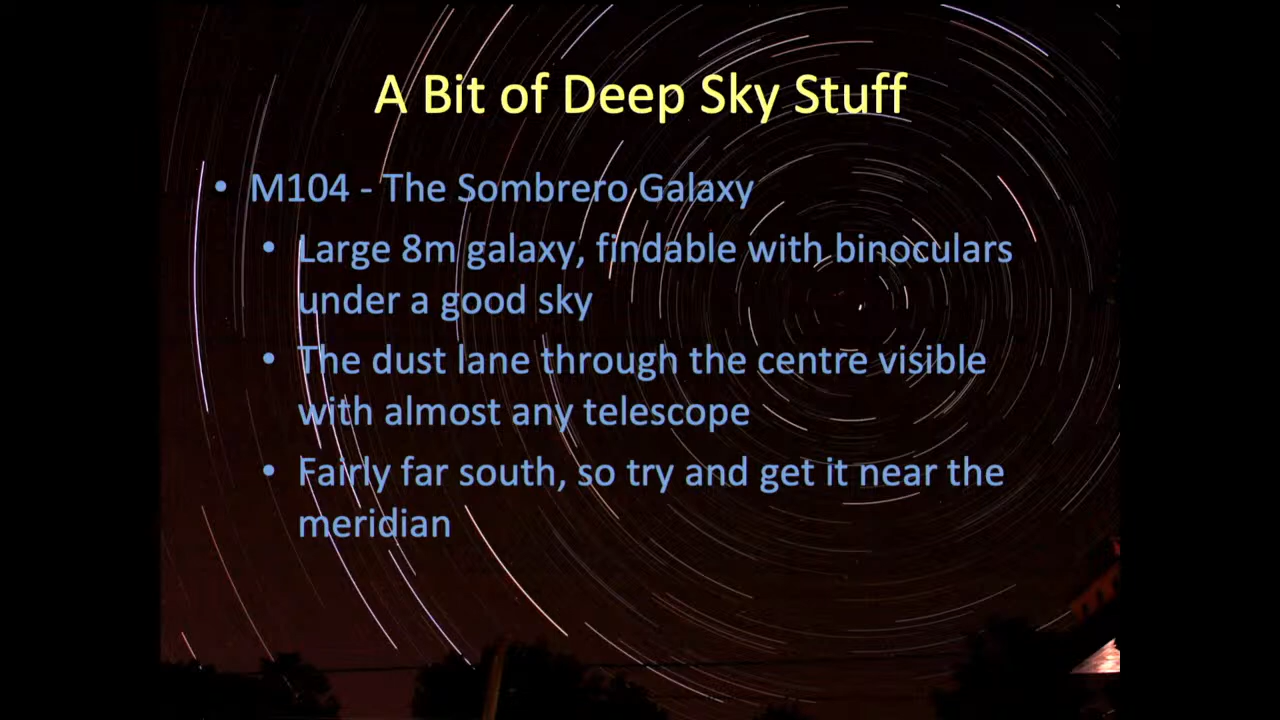 A Bit of Deep Sky Stuff
• M104 - The Sombrero Galaxy
• Large 8m galaxy, findable with binoculars
under a good sky
• The dust lane through the centre visible
with almost any telescope
• Fairly far south, so try and get it near the
meridian